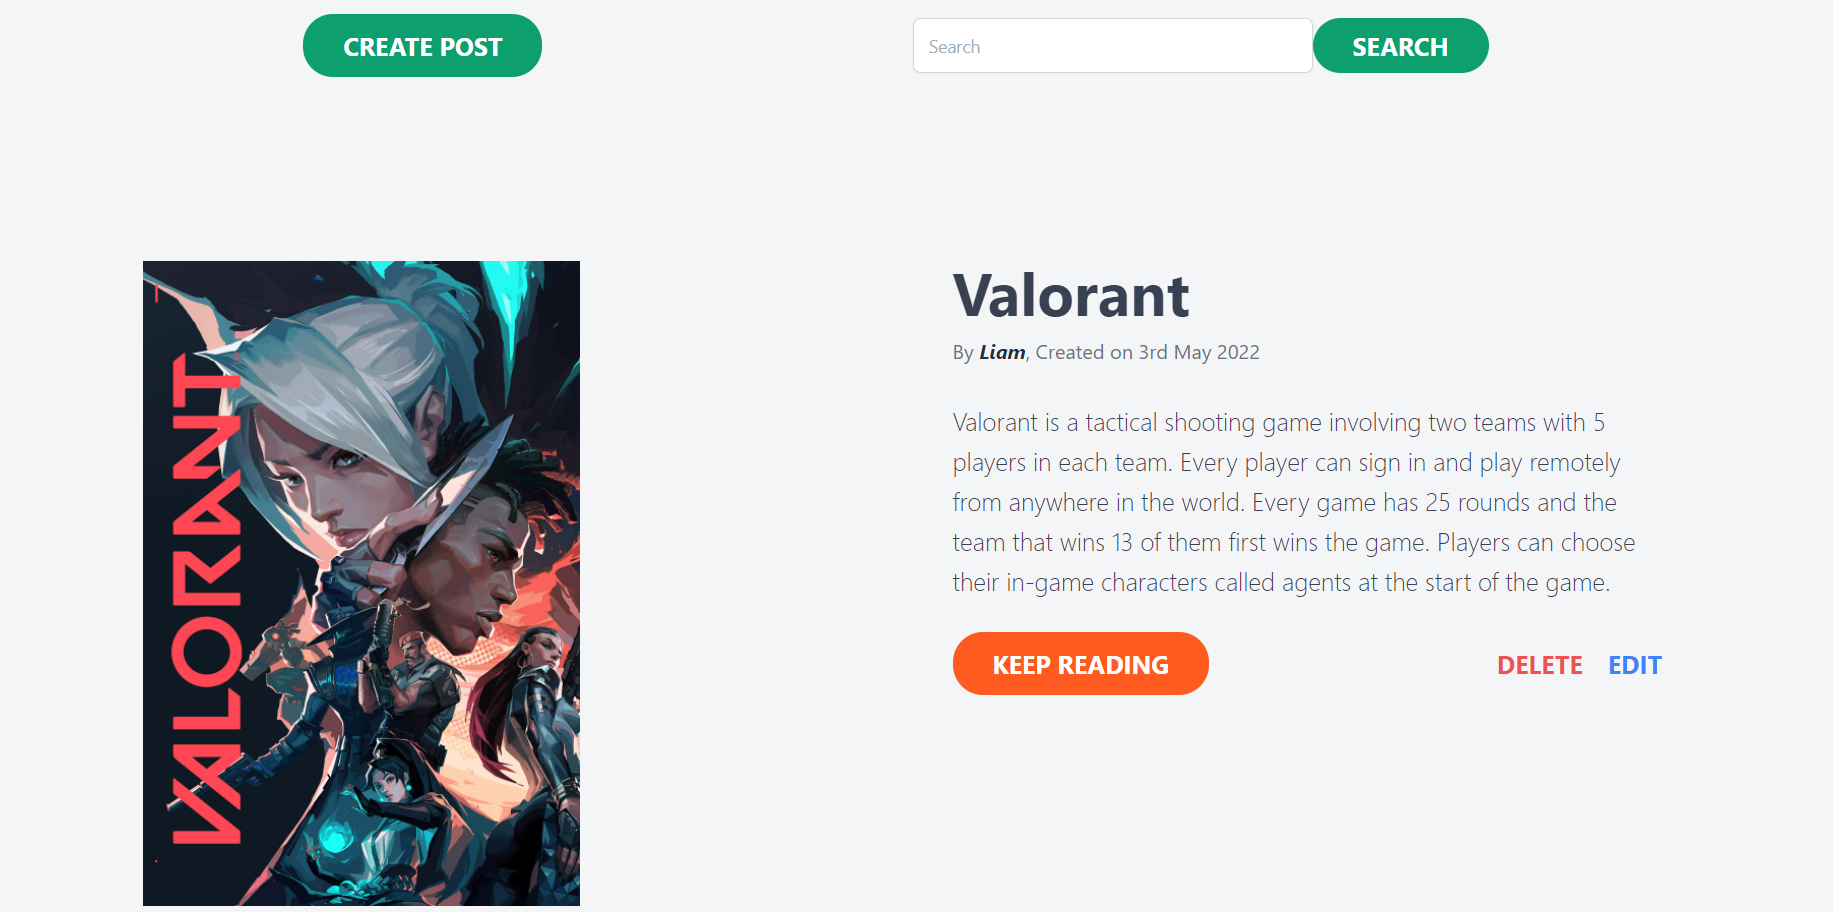 CREATE POST
Search
SEARCH
VALORANT
Valorant
By Liam, Created on 3rd May 2022
Valorant is a tactical shooting game involving two teams with 5
players in each team. Every player can sign in and play remotely
from anywhere in the world. Every game has 25 rounds and the
team that wins 13 of them first wins the game. Players can choose
their in-game characters called agents at the start of the game.
KEEP READING
DELETE
EDIT